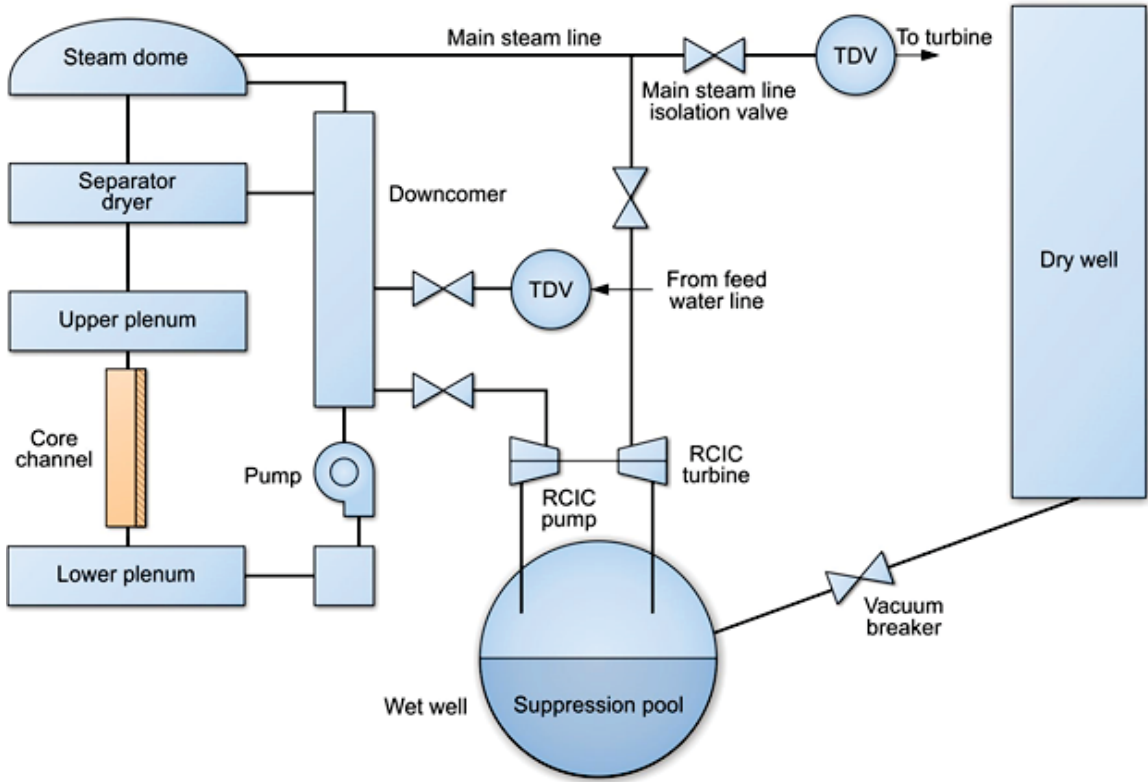 Steam dome
Main steam line
TDV
To turbine
Main steam line
isolation valve
Separator
dryer
Downcomer
Dry well
Upper plenum
TDV
From feed
water line
Core
channel
Pump
RCIC
pump
RCIC
turbine
Lower plenum
Vacuum
breaker
Wet well
Suppression pool